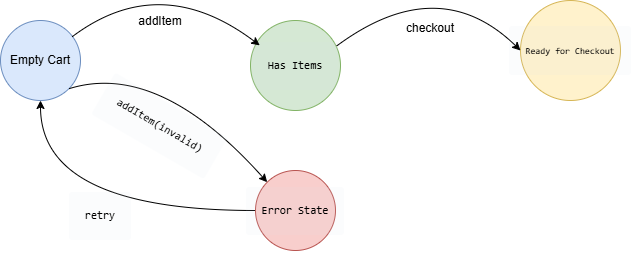 addItem
checkout
Empty Cart
Has Items
Ready for Checkout
addItem(invalid)
retry
Error State